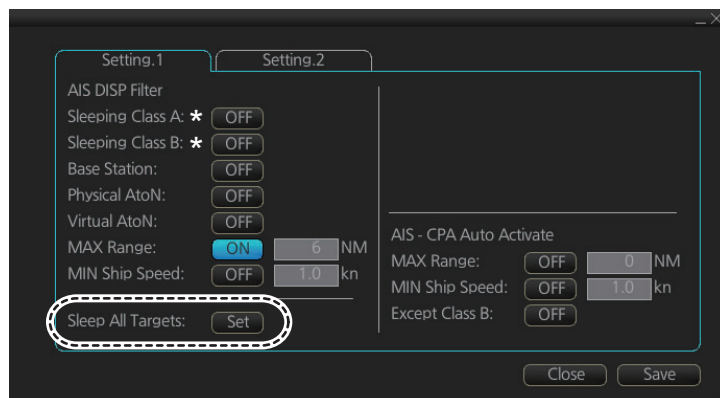 Setting.1
Setting.2
AIS DISP Filter
Sleeping Class A: * OFF
Sleeping Class B: * OFF
Base Station: OFF
Physical AtoN: OFF
Virtual AtoN: OFF
MAX Range: ON 6 NM
MIN Ship Speed: OFF 1.0 kn
Sleep All Targets: Set
AIS - CPA Auto Activate
MAX Range: OFF 0 NM
MIN Ship Speed: OFF 1.0 kn
Except Class B: OFF
Close
Save